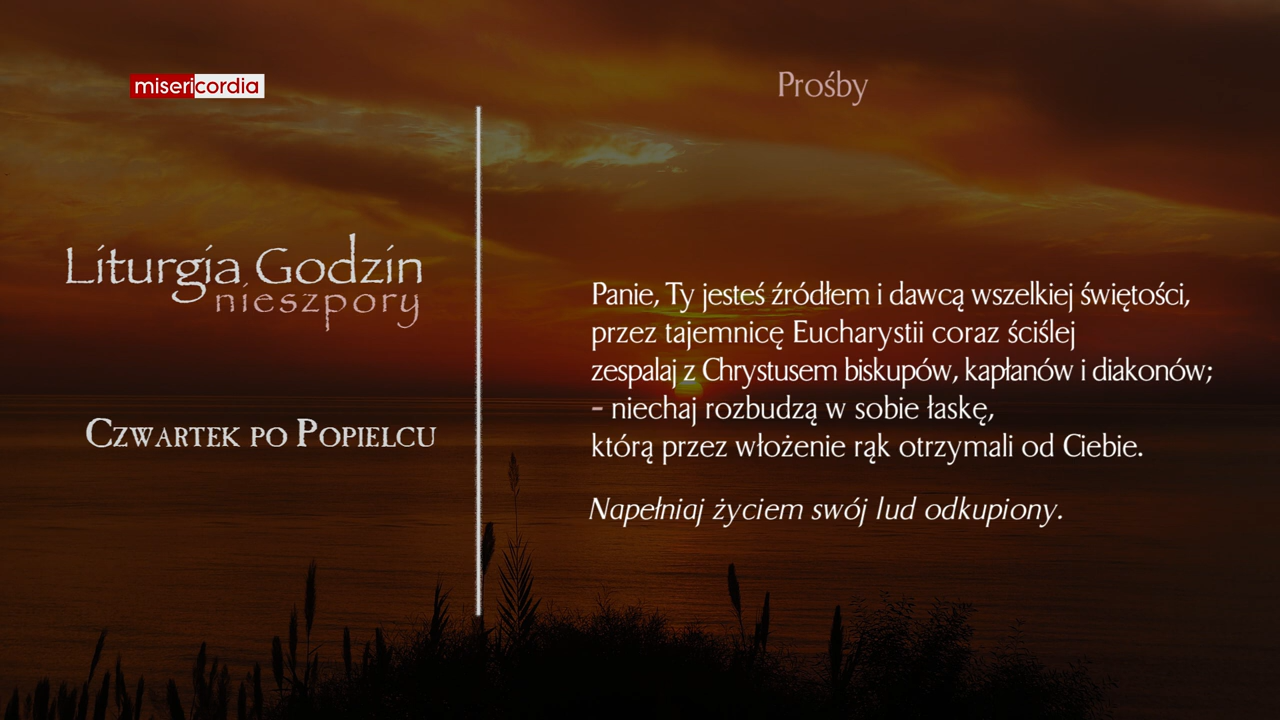 misericordia
Prośby
Liturgia Godzin
nieszpory
Czwartek po Popielcu
Panie, Ty jesteś źródłem i dawcą wszelkiej świętości,
przez tajemnicę Eucharystii coraz ściślej
zespalaj z Chrystusem biskupów, kapłanów i diakonów;
- niechaj rozbudzą w sobie łaskę,
którą przez włożenie rąk otrzymali od Ciebie.
Napełniaj życiem swój lud odkupiony.